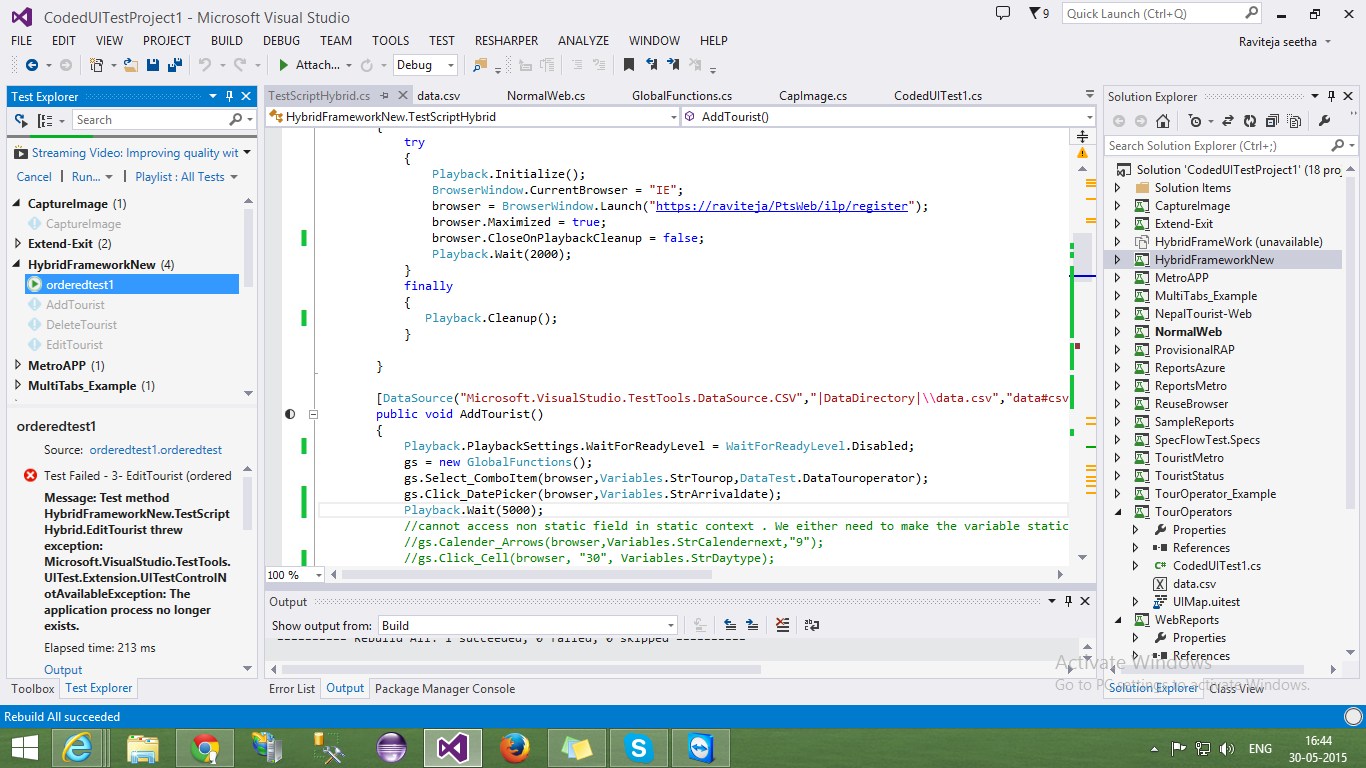 CodedUITestProject1 - Microsoft Visual Studio
9
Quick Launch (Ctrl+Q)
FILE EDIT VIEW PROJECT BUILD DEBUG TEAM TOOLS TEST RESHARPER ANALYZE WINDOW HELP
Raviteja seetha
Attach... Debug
Test Explorer
Search
Streaming Video: Improving quality wit
Cancel Run... Playlist : All Tests
CaptureImage (1)
CaptureImage
Extend-Exit (2)
HybridFrameworkNew (4)
orderedtest1
AddTourist
DeleteTourist
EditTourist
MetroAPP (1)
MultiTabs_Example (1)
orderedtest1
Source: orderedtest1.orderedtest
Test Failed - 3- EditTourist (ordered
Message: Test method
HybridFrameworkNew.TestScript
Hybrid.EditTourist threw
exception:
Microsoft.VisualStudio.TestTools.
UITest.Extension.UITestControlN
otAvailableException: The
application process no longer
exists.
Elapsed time: 213 ms
Output
Toolbox Test Explorer
TestScriptHybrid.cs data.csv NormalWeb.cs GlobalFunctions.cs CapImage.cs CodedUITest1.cs
HybridFrameworkNew.TestScriptHybrid AddTourist()
{
try
{
Playback.Initialize();
BrowserWindow.CurrentBrowser = "IE";
browser = BrowserWindow.Launch("https://raviteja/PtsWeb/ilp/register");
browser.Maximized = true;
browser.CloseOnPlaybackCleanup = false;
Playback.Wait(2000);
}
finally
{
Playback.Cleanup();
}
}
[DataSource("Microsoft.VisualStudio.TestTools.DataSource.CSV","|DataDirectory|\\data.csv","data#csv
public void AddTourist()
{
Playback.PlaybackSettings.WaitForReadyLevel = WaitForReadyLevel.Disabled;
gs = new GlobalFunctions();
gs.Select_ComboItem(browser,Variables.StrTourop,DataTest.DataTouroperator);
gs.Click_DatePicker(browser,Variables.StrArrivaldate);
Playback.Wait(5000);
//cannot access non static field in static context . We either need to make the variable static
//gs.Calender_Arrows(browser,Variables.StrCalendernext,"9");
//gs.Click_Cell(browser, "30", Variables.StrDaytype);
100 %
Output
Show output from: Build
========== Rebuild All: 1 succeeded, 0 failed, 0 skipped ==========
Error List Output Package Manager Console
Solution Explorer
Search Solution Explorer (Ctrl+;)
Solution 'CodedUITestProject1' (18 proj
Solution Items
CaptureImage
Extend-Exit
HybridFrameWork (unavailable)
HybridFrameworkNew
MetroAPP
MultiTabs_Example
NepalTourist-Web
NormalWeb
ProvisionalRAP
ReportsAzure
ReportsMetro
ReuseBrowser
SampleReports
SpecFlowTest.Specs
TouristMetro
TouristStatus
TourOperator_Example
TourOperators
Properties
References
C# CodedUITest1.cs
data.csv
UIMap.uitest
WebReports
Properties
References
Solution Explorer Class View
Activate Windows
Go to PC settings to activate Windows.
Rebuild All succeeded
ENG
16:44
30-05-2015